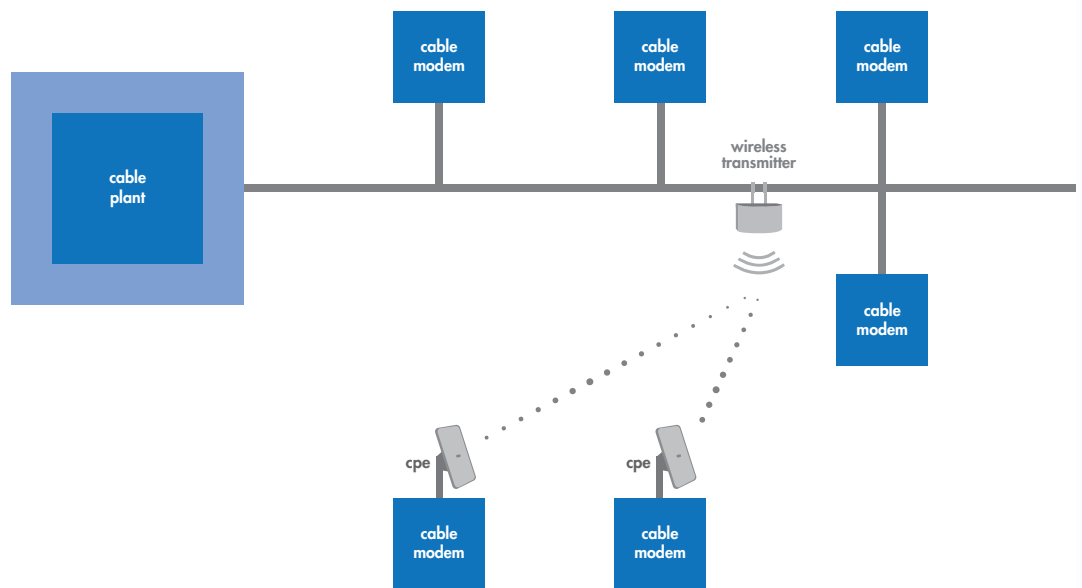 cable
modem
cable
modem
cable
modem
wireless
transmitter
cable
plant
cable
modem
cpe
cpe
cable
modem
cable
modem